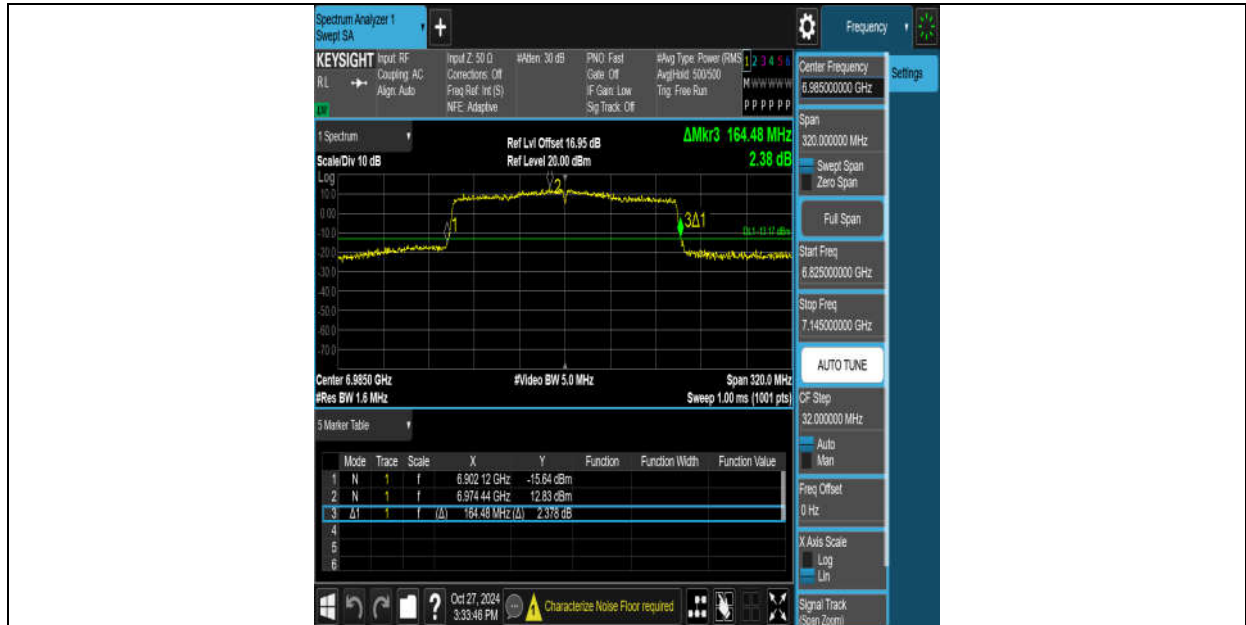 Spectrum Analyzer 1
Swept SA
+
Frequency
KEYSIGHT
Input: RF
Coupling: AC
Align: Auto
RL
Input Z: 50 Ω
Corrections: Off
Freq Ref: Int (S)
NFE: Adaptive
#Atten: 30 dB
PNO: Fast
Gate: Off
IF Gain: Low
Sig Track: Off
#Avg Type: Power (RMS
Avg|Hold: 500/500
Trig: Free Run
1 2 3 4 5 6
M W W W W W
P P P P P P
Center Frequency
6.985000000 GHz
Settings
Span
320.000000 MHz
Swept Span
Zero Span
Full Span
Start Freq
6.825000000 GHz
Stop Freq
7.145000000 GHz
AUTO TUNE
CF Step
32.000000 MHz
Auto
Man
Freq Offset
0 Hz
X Axis Scale
Log
Lin
Signal Track
(Span Zoom)
1 Spectrum
Scale/Div 10 dB
Ref Lvl Offset 16.95 dB
Ref Level 20.00 dBm
ΔMkr3 164.48 MHz
2.38 dB
Log
10.0
0.00
-10.0
-20.0
-30.0
-40.0
-50.0
-60.0
-70.0
1
2
3Δ1
DL1 -13.17 dBm
Center 6.9850 GHz
#Video BW 5.0 MHz
Span 320.0 MHz
#Res BW 1.6 MHz
Sweep 1.00 ms (1001 pts)
5 Marker Table
Mode Trace Scale X Y Function Function Width Function Value
1 N 1 f 6.902 12 GHz -15.64 dBm
2 N 1 f 6.974 44 GHz 12.83 dBm
3 Δ1 1 f (Δ) 164.48 MHz (Δ) 2.378 dB
4
5
6
?
Oct 27, 2024
3:33:46 PM
1 Characterize Noise Floor required